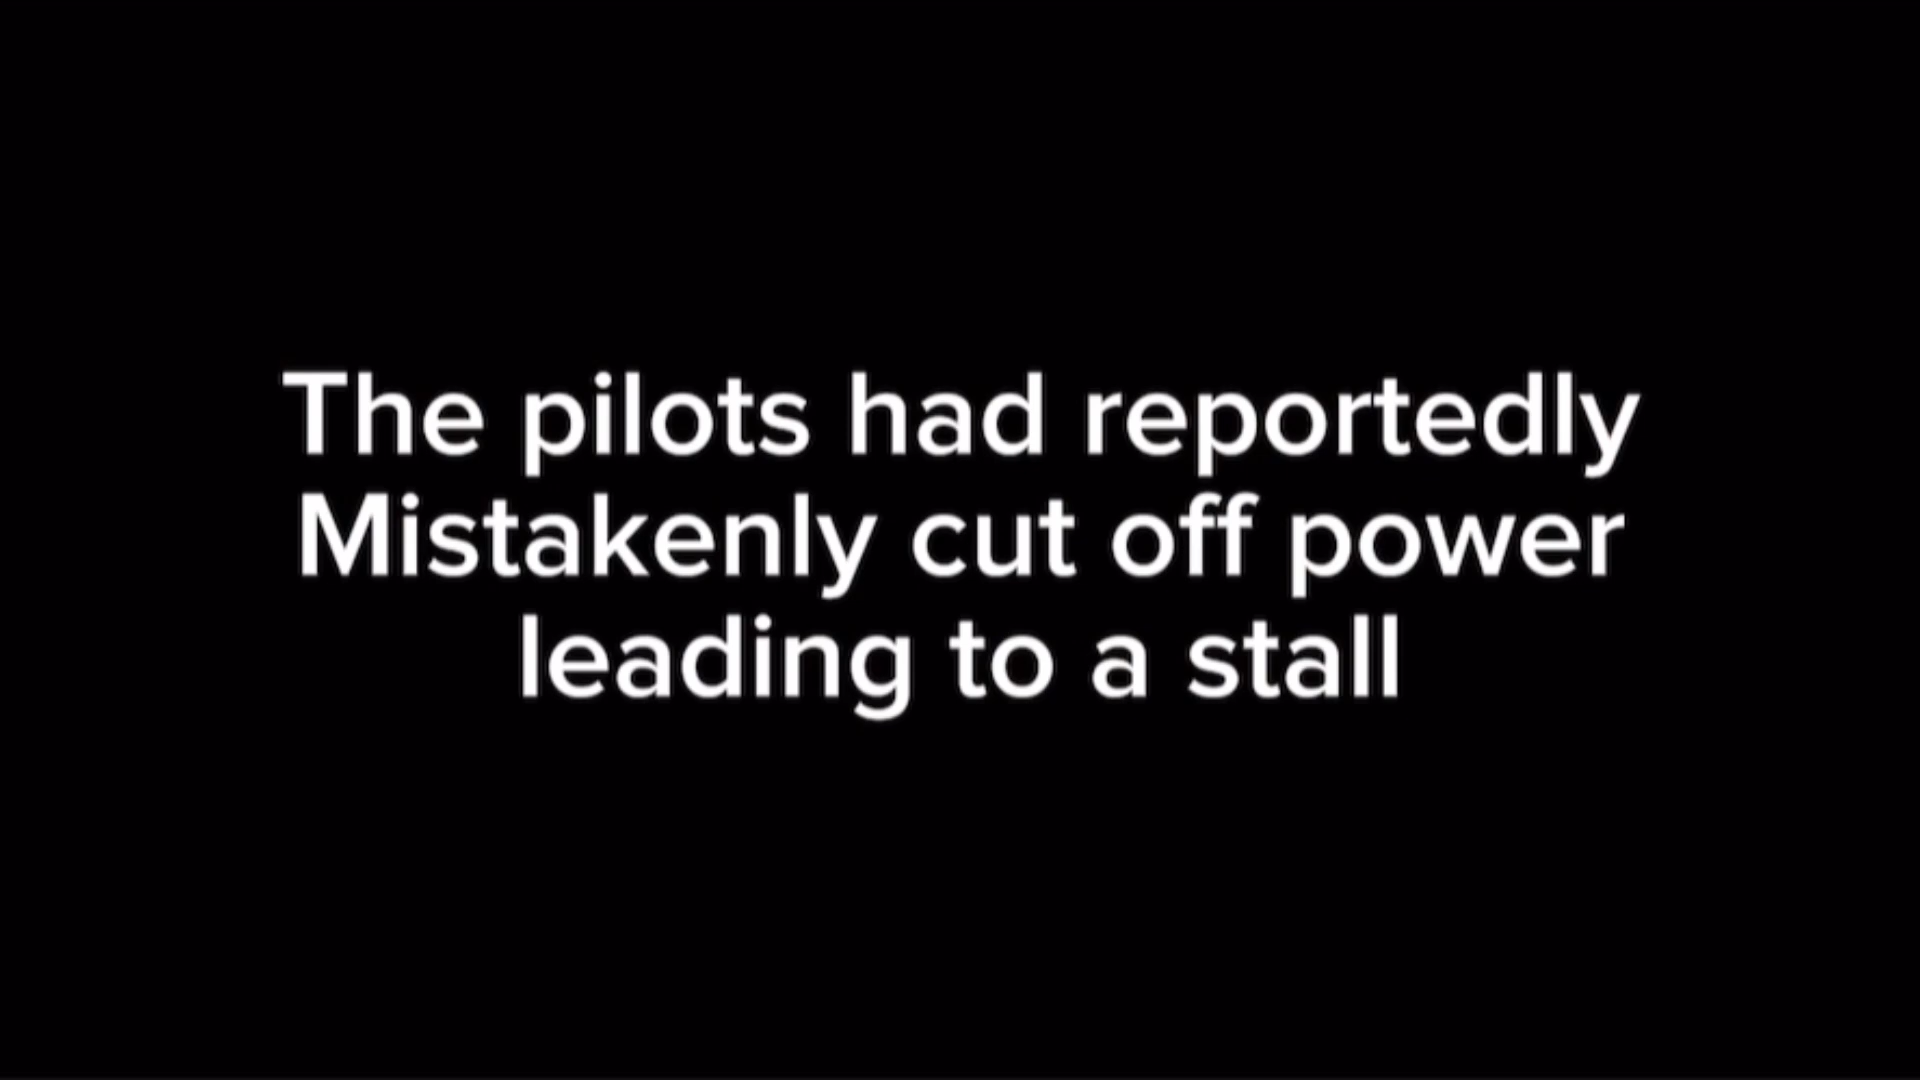 The pilots had reportedly
Mistakenly cut off power
leading to a stall